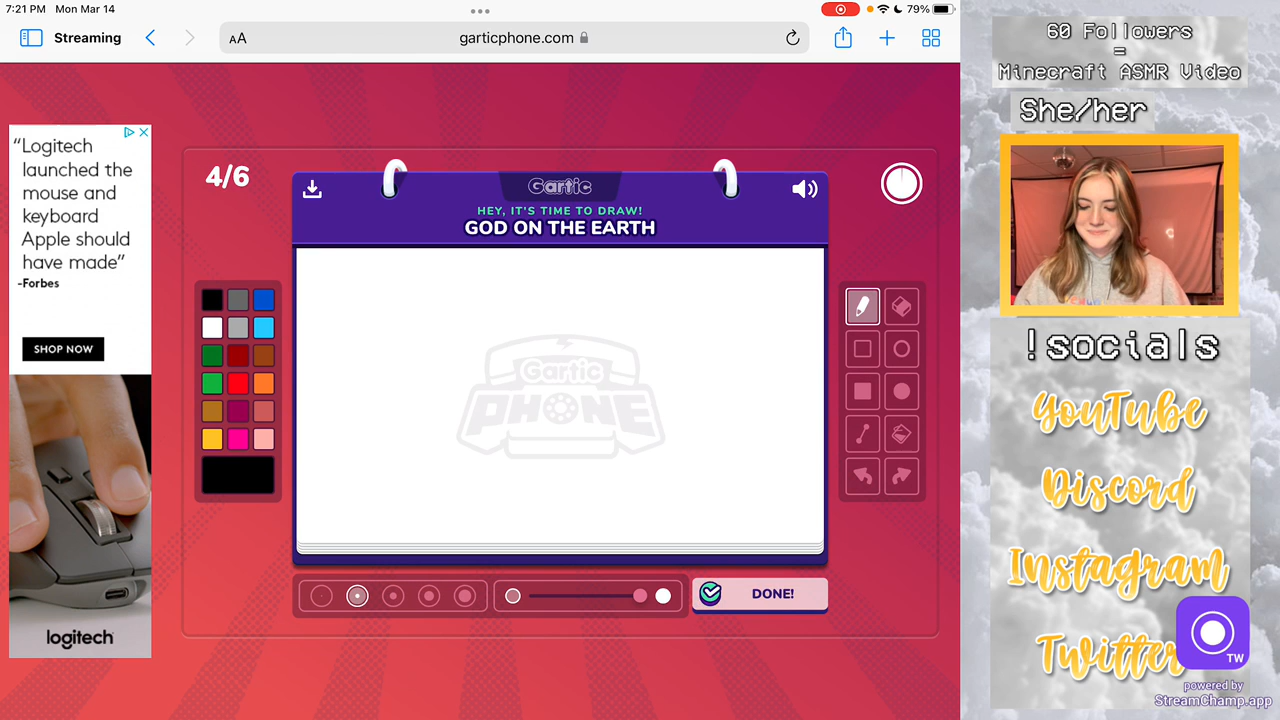 7:21 PM Mon Mar 14
79%
Streaming
AA
garticphone.com
60 Followers
=
Minecraft ASMR Video
She/her
"Logitech
launched the
mouse and
keyboard
Apple should
have made"
-Forbes
SHOP NOW
logitech
4/6
Gartic
HEY, IT'S TIME TO DRAW!
GOD ON THE EARTH
Gartic
PHONE
DONE!
!socials
YouTube
Discord
Instagram
Twitter
TW
powered by
StreamChamp.app